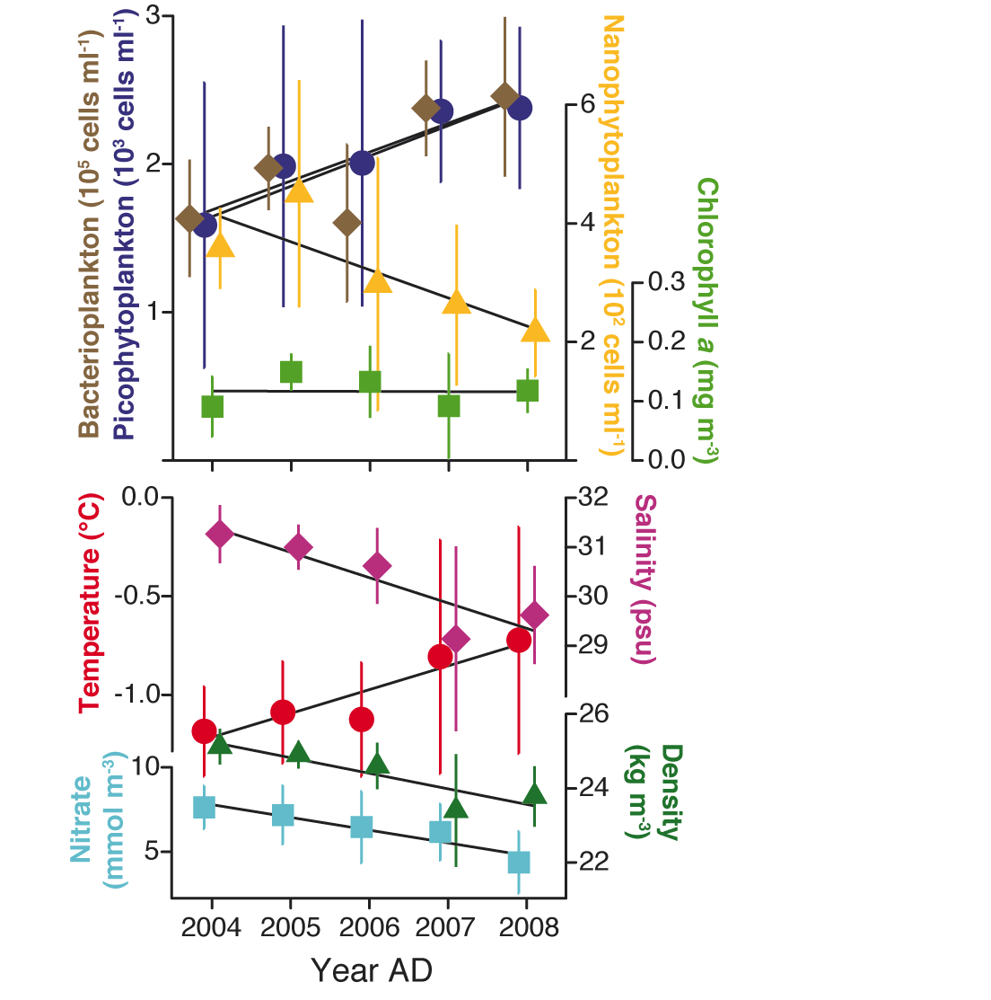 Bacterioplankton (10⁵ cells ml⁻¹)
Picophytoplankton (10³ cells ml⁻¹)
3
2
1
Nanophytoplankton (10² cells ml⁻¹)
6
4
2
Chlorophyll a (mg m⁻³)
0.3
0.2
0.1
0.0
Temperature (°C)
0.0
-0.5
-1.0
Salinity (psu)
32
31
30
29
Nitrate
(mmol m⁻³)
10
5
Density
(kg m⁻³)
26
24
22
2004 2005 2006 2007 2008
Year AD